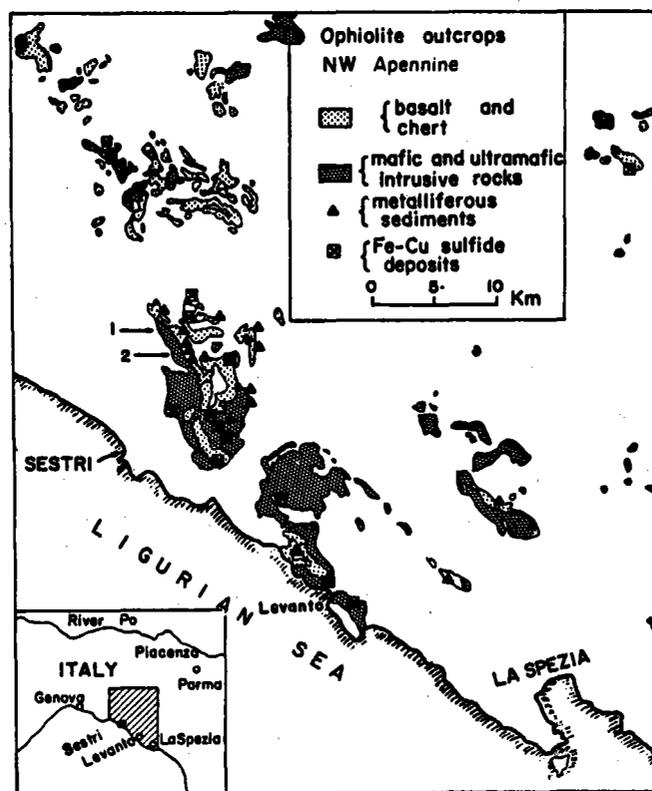 Ophiolite outcrops
NW Apennine
basalt and
chert
mafic and ultramafic
intrusive rocks
metalliferous
sediments
Fe-Cu sulfide
deposits
0 5 10
Km
1
2
SESTRI
LIGURIAN SEA
Levanto
LA SPEZIA
River Po
Piacenza
ITALY
Parma
Genova
Sestri
Levanto
LaSpezia